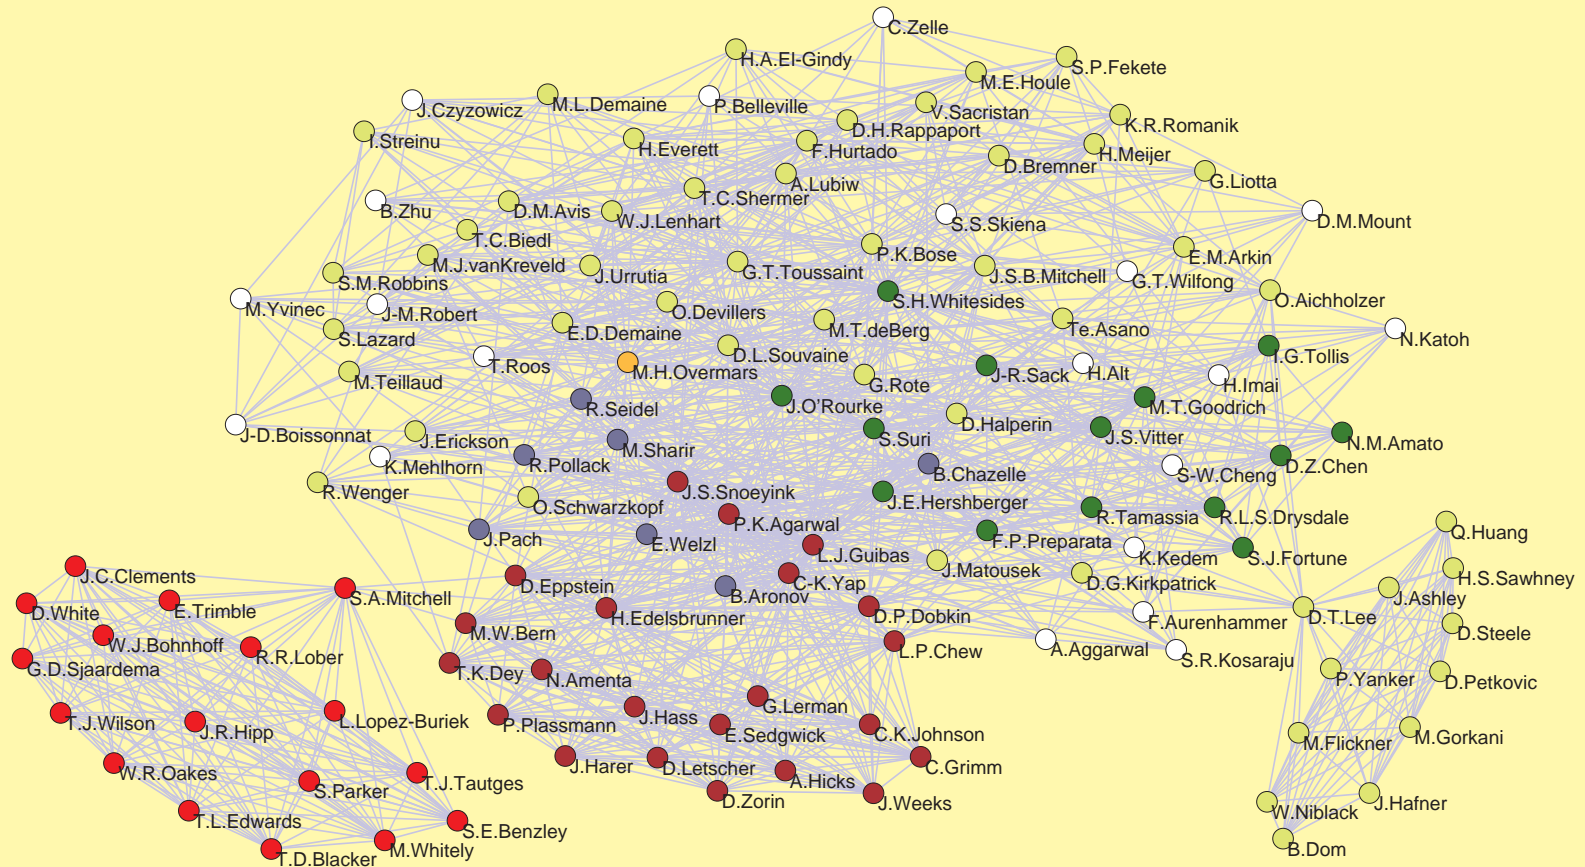 C.Zelle
H.A.El-Gindy
S.P.Fekete
M.E.Houle
J.Czyzowicz
M.L.Demaine
P.Belleville
V.Sacristan
K.R.Romanik
D.H.Rappaport
I.Streinu
H.Everett
F.Hurtado
H.Meijer
D.Bremner
A.Lubiw
G.Liotta
T.C.Shermer
B.Zhu
D.M.Avis
W.J.Lenhart
S.S.Skiena
D.M.Mount
T.C.Biedl
P.K.Bose
E.M.Arkin
M.J.vanKreveld
S.M.Robbins
J.Urrutia
G.T.Toussaint
J.S.B.Mitchell
G.T.Wilfong
M.Yvinec
J-M.Robert
O.Devillers
S.H.Whitesides
O.Aichholzer
S.Lazard
E.D.Demaine
M.T.deBerg
Te.Asano
N.Katoh
T.Roos
D.L.Souvaine
I.G.Tollis
M.Teillaud
M.H.Overmars
G.Rote
J-R.Sack
H.Alt
H.Imai
R.Seidel
J.O'Rourke
M.T.Goodrich
J-D.Boissonnat
J.Erickson
M.Sharir
S.Suri
D.Halperin
J.S.Vitter
N.M.Amato
K.Mehlhorn
R.Pollack
B.Chazelle
S-W.Cheng
D.Z.Chen
R.Wenger
O.Schwarzkopf
J.S.Snoeyink
J.E.Hershberger
P.K.Agarwal
R.Tamassia
R.L.S.Drysdale
J.Pach
E.Welzl
L.J.Guibas
F.P.Preparata
K.Kedem
S.J.Fortune
Q.Huang
J.C.Clements
D.Eppstein
C-K.Yap
J.Matousek
D.G.Kirkpatrick
H.S.Sawhney
D.White
E.Trimble
S.A.Mitchell
B.Aronov
J.Ashley
H.Edelsbrunner
D.P.Dobkin
F.Aurenhammer
D.T.Lee
W.J.Bohnhoff
R.R.Lober
M.W.Bern
L.P.Chew
A.Aggarwal
S.R.Kosaraju
D.Steele
G.D.Sjaardema
T.K.Dey
N.Amenta
P.Yanker
D.Petkovic
T.J.Wilson
J.R.Hipp
L.Lopez-Buriek
P.Plassmann
J.Hass
G.Lerman
E.Sedgwick
C.K.Johnson
M.Flickner
M.Gorkani
W.R.Oakes
S.Parker
T.J.Tautges
J.Harer
D.Letscher
A.Hicks
C.Grimm
T.L.Edwards
S.E.Benzley
D.Zorin
J.Weeks
W.Niblack
J.Hafner
T.D.Blacker
M.Whitely
B.Dom